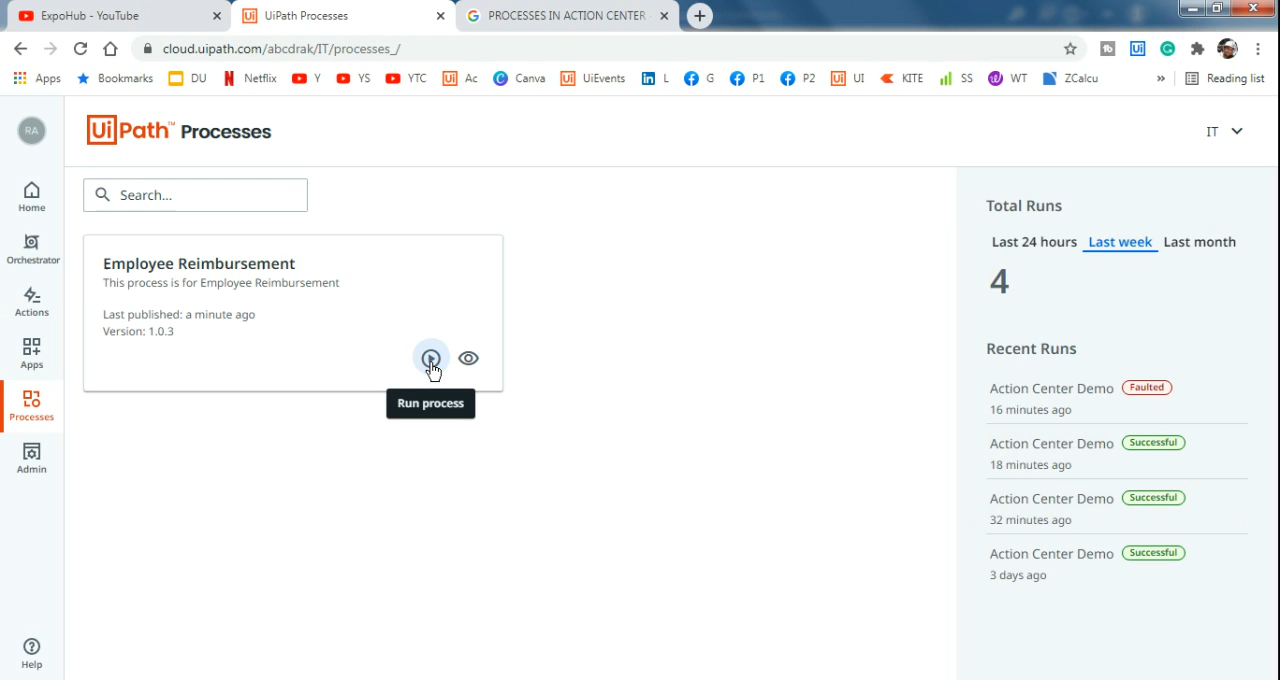 ExpoHub - YouTube
UiPath Processes
PROCESSES IN ACTION CENTER
cloud.uipath.com/abcdrak/IT/processes_/
Apps
Bookmarks
DU
Netflix
Y
YS
YTC
Ac
Canva
UiEvents
L
G
P1
P2
UI
KITE
SS
WT
ZCalcu
»
Reading list
RA
UiPath™ Processes
IT
Home
Orchestrator
Actions
Apps
Processes
Admin
Help
Search...
Employee Reimbursement
This process is for Employee Reimbursement
Last published: a minute ago
Version: 1.0.3
Run process
Total Runs
Last 24 hours Last week Last month
4
Recent Runs
Action Center Demo Faulted
16 minutes ago
Action Center Demo Successful
18 minutes ago
Action Center Demo Successful
32 minutes ago
Action Center Demo Successful
3 days ago